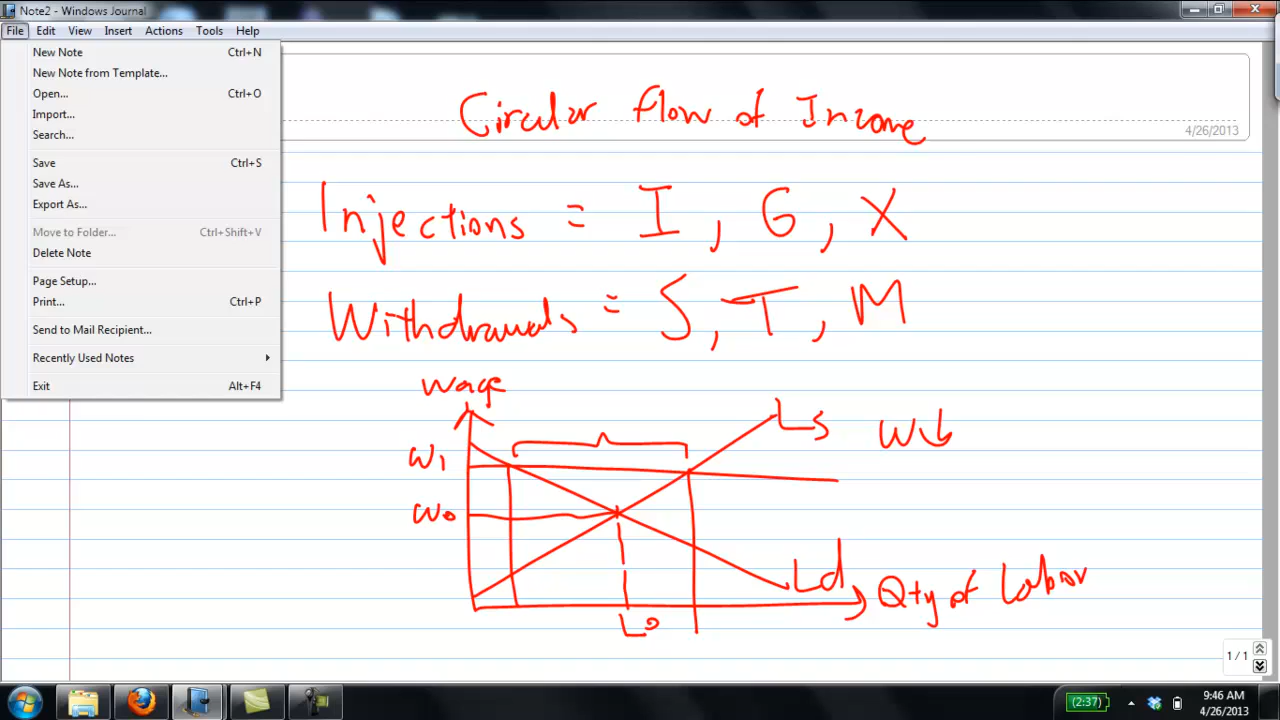 Note2 - Windows Journal
File Edit View Insert Actions Tools Help
New Note Ctrl+N
New Note from Template...
Open... Ctrl+O
Import...
Search...
Save Ctrl+S
Save As...
Export As...
Move to Folder... Ctrl+Shift+V
Delete Note
Page Setup...
Print... Ctrl+P
Send to Mail Recipient...
Recently Used Notes
Exit Alt+F4
Circular flow of Income
4/26/2013
Injections = I, G, X
Withdrawals = S, T, M
Wage
Ls
W↓
W1
W0
Ld
Qty of Labor
L0
1 / 1
(2:37)
9:46 AM
4/26/2013